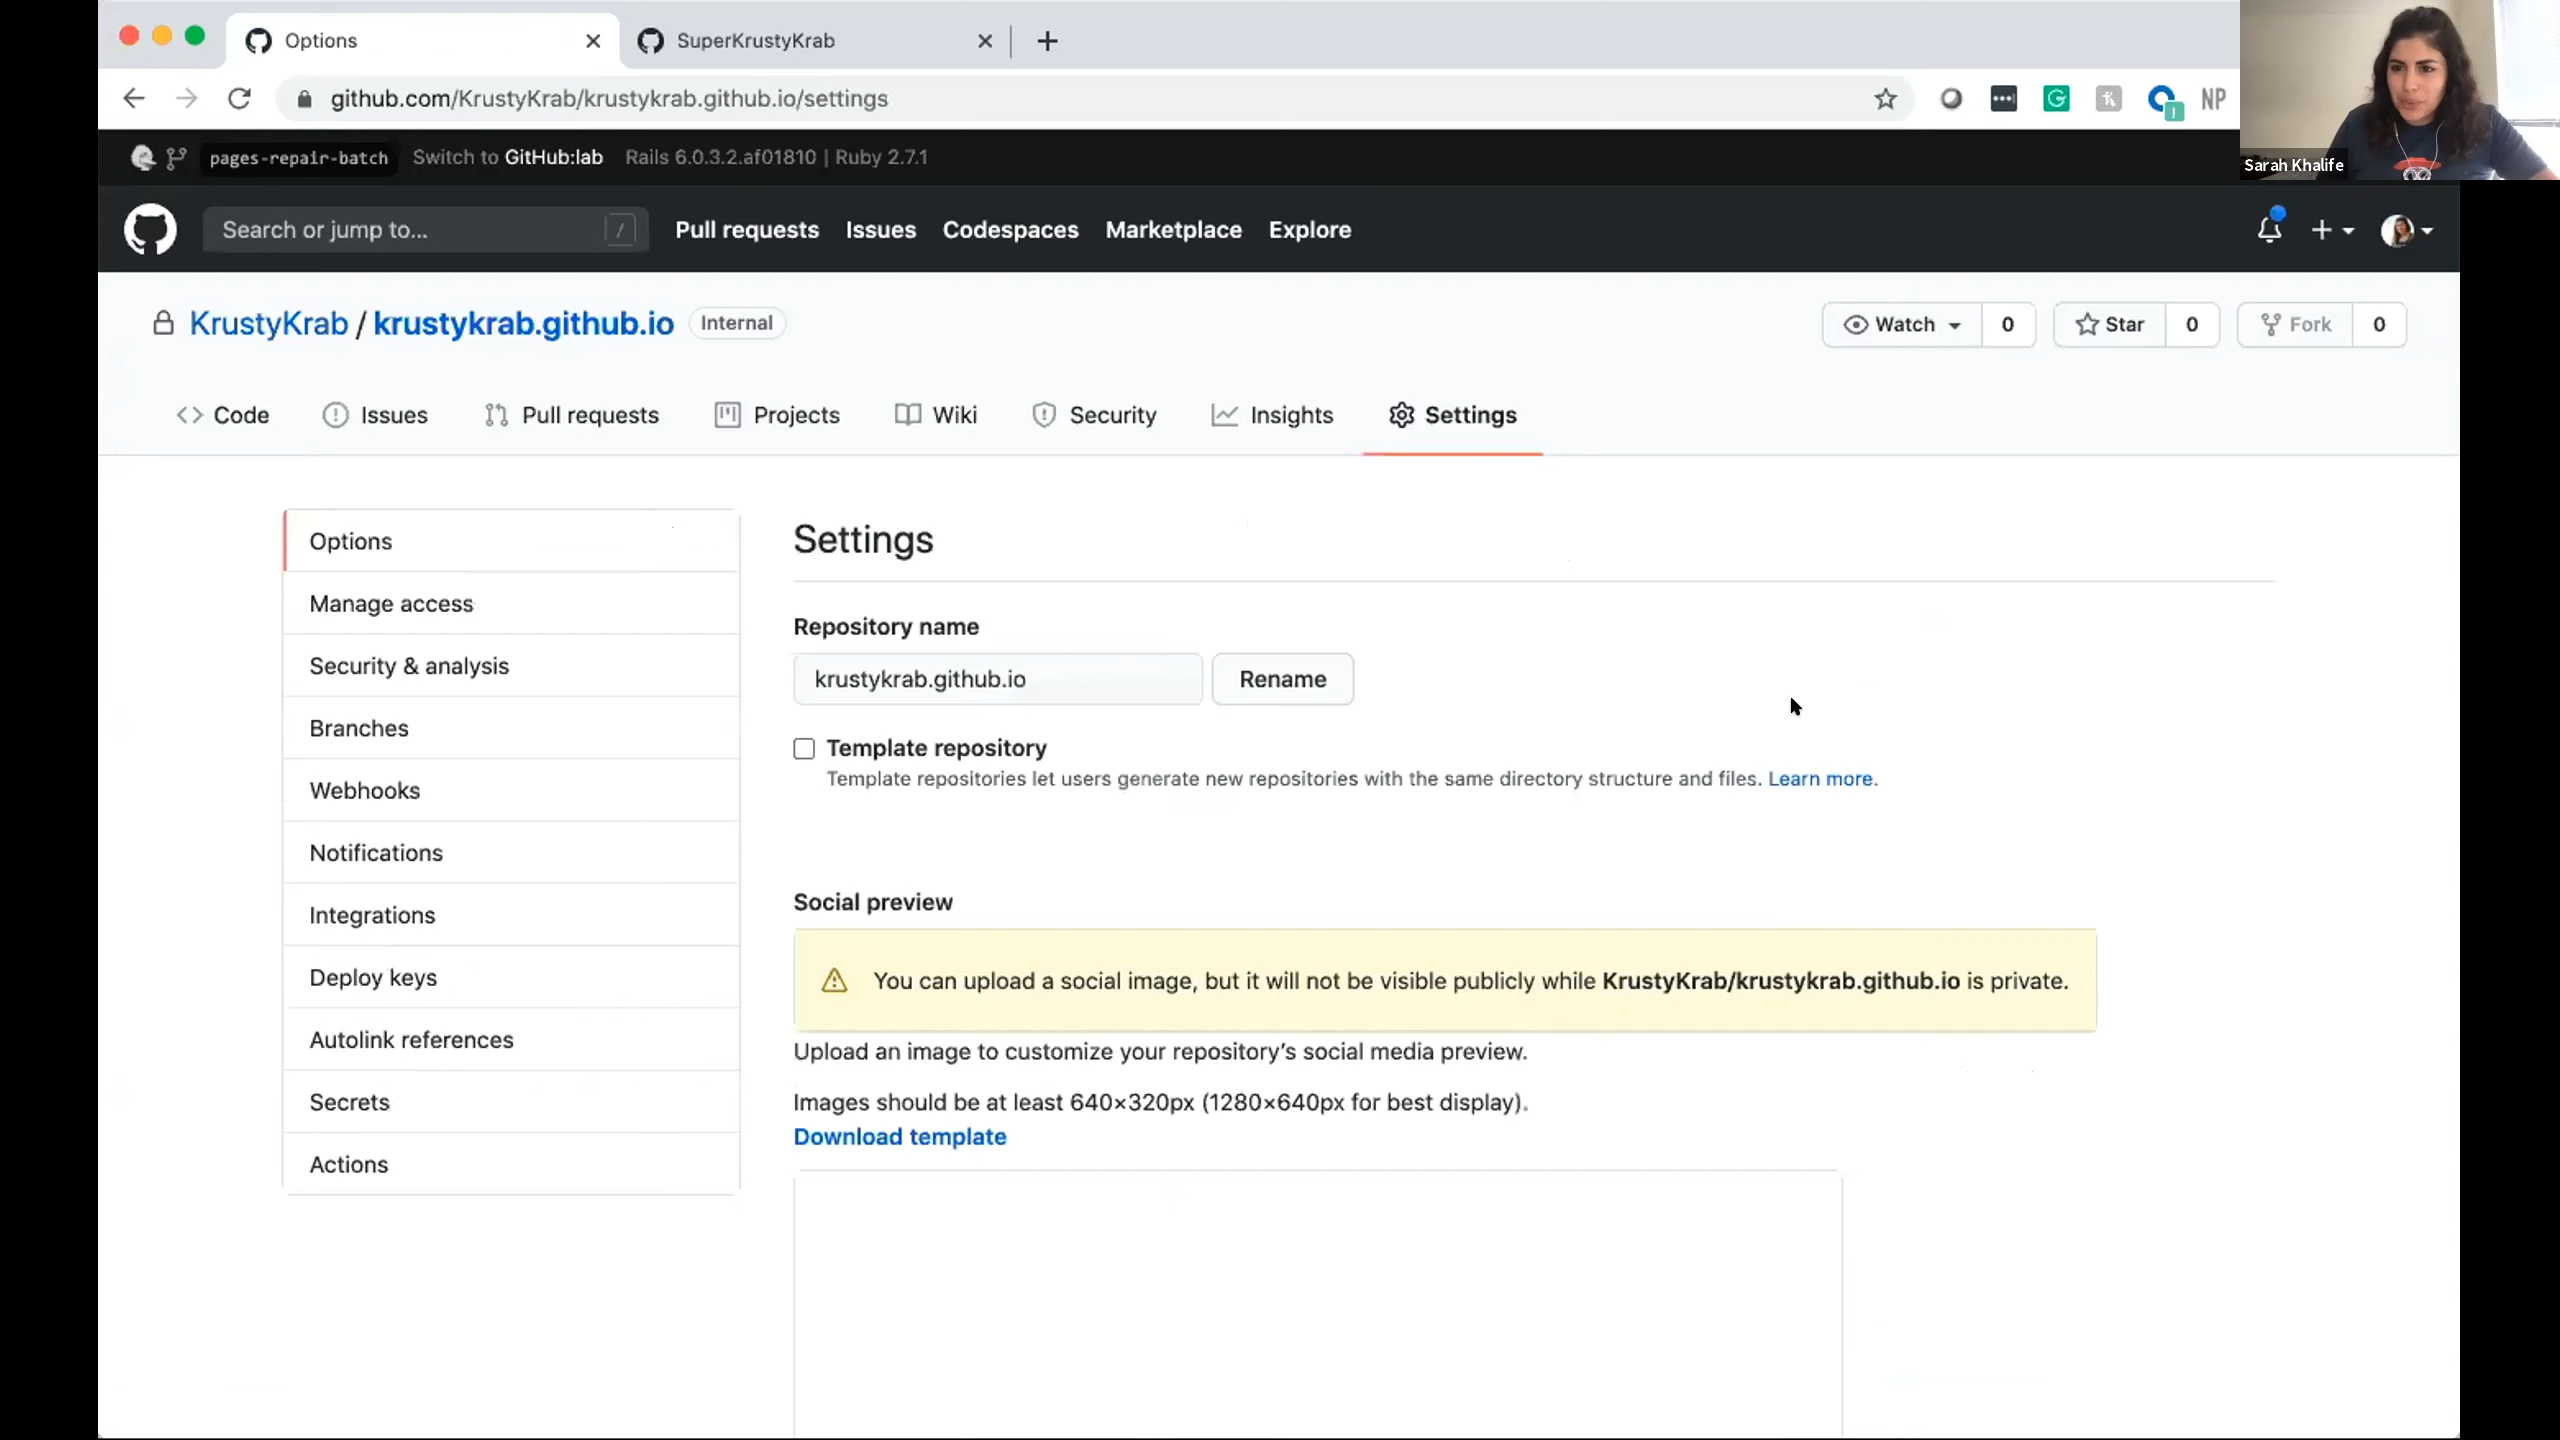 Options
SuperKrustyKrab
github.com/KrustyKrab/krustykrab.github.io/settings
NP
Sarah Khalife
pages-repair-batch Switch to GitHub:lab Rails 6.0.3.2.af01810 | Ruby 2.7.1
Search or jump to... /
Pull requests Issues Codespaces Marketplace Explore
KrustyKrab / krustykrab.github.io Internal
Watch 0 Star 0 Fork 0
Code Issues Pull requests Projects Wiki Security Insights Settings
Options
Manage access
Security & analysis
Branches
Webhooks
Notifications
Integrations
Deploy keys
Autolink references
Secrets
Actions
Settings
Repository name
krustykrab.github.io Rename
Template repository
Template repositories let users generate new repositories with the same directory structure and files. Learn more.
Social preview
You can upload a social image, but it will not be visible publicly while KrustyKrab/krustykrab.github.io is private.
Upload an image to customize your repository's social media preview.
Images should be at least 640×320px (1280×640px for best display).
Download template